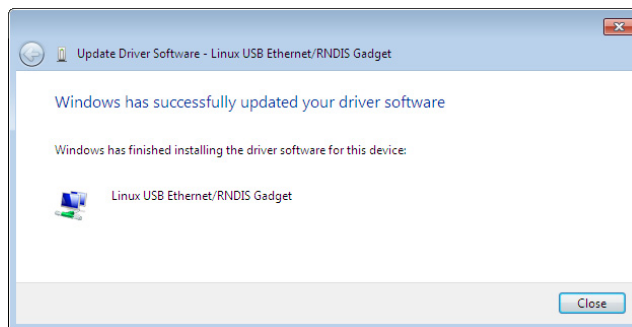 Update Driver Software - Linux USB Ethernet/RNDIS Gadget
Windows has successfully updated your driver software
Windows has finished installing the driver software for this device:
Linux USB Ethernet/RNDIS Gadget
Close